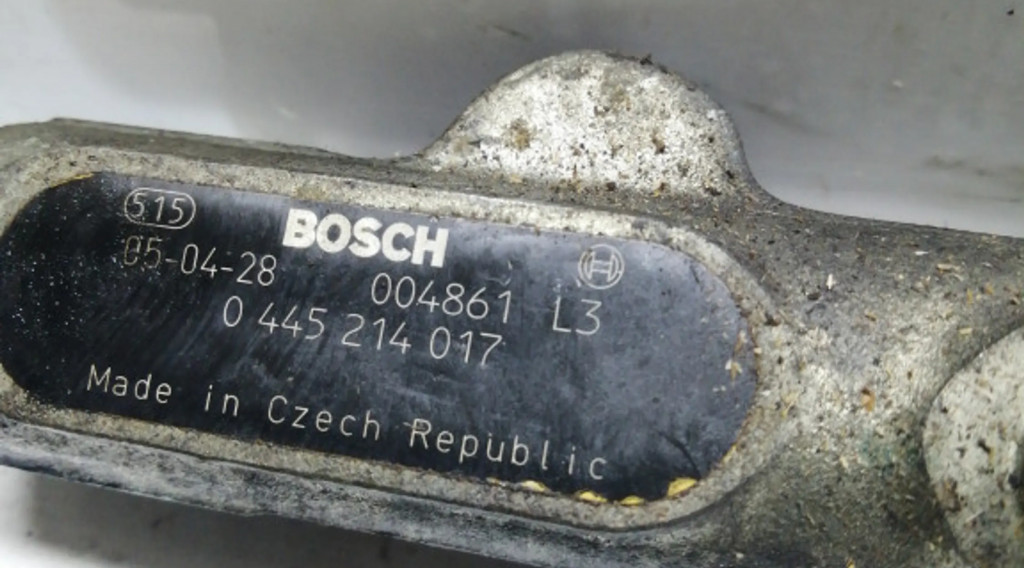 515
BOSCH
05-04-28 004861 L3
0 445 214 017
Made in Czech Republic